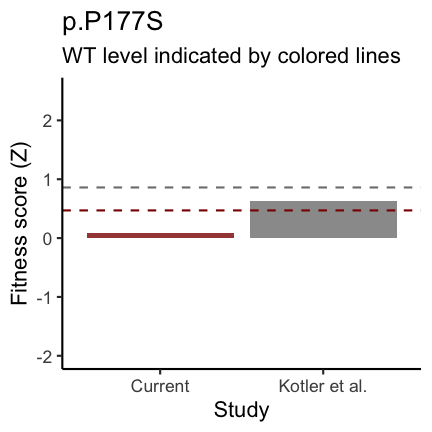 p.P177S
WT level indicated by colored lines
Fitness score (Z)
2
1
0
-1
-2
Current
Kotler et al.
Study